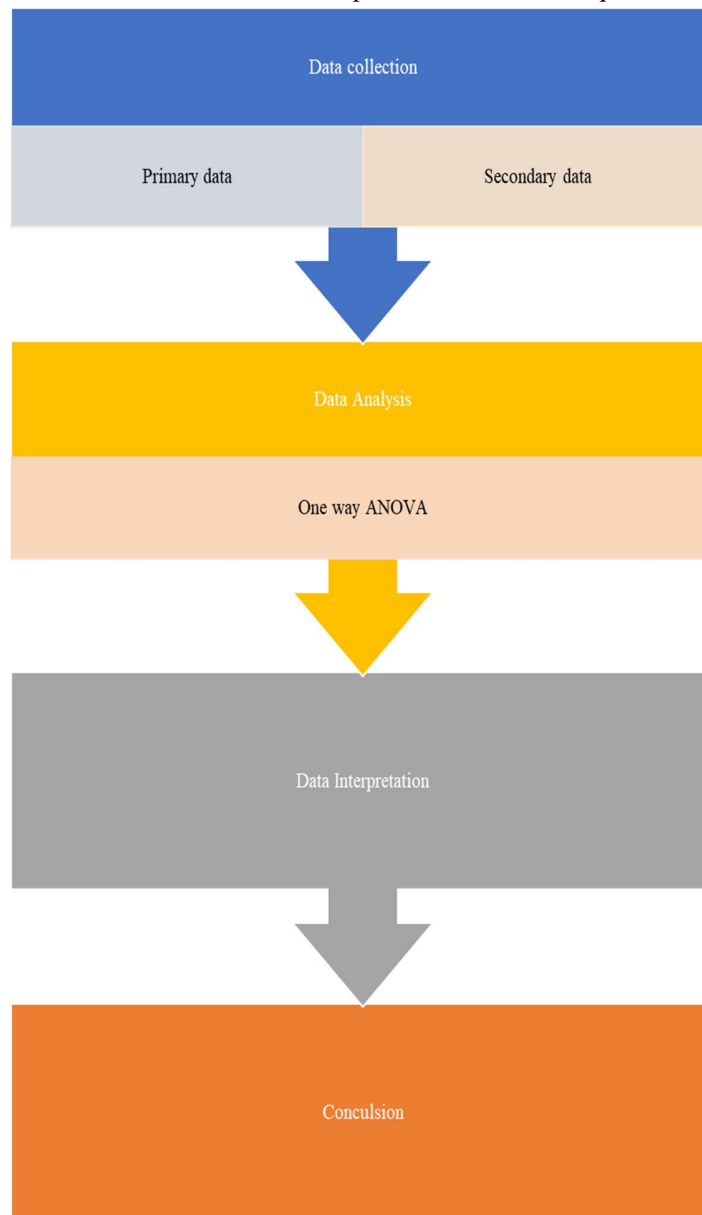 Data collection
Primary data
Secondary data
Data Analysis
One way ANOVA
Data Interpretation
Conculsion